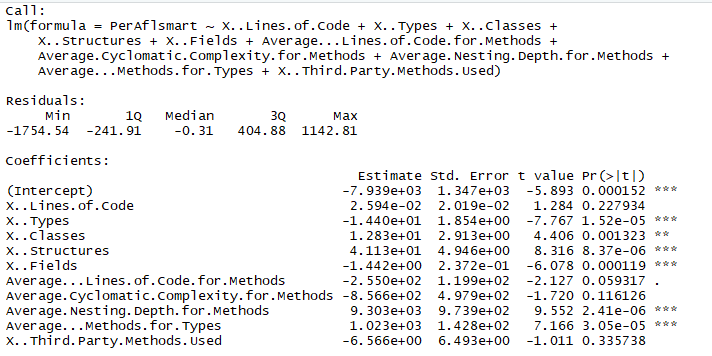 Call:
lm(formula = PerAflsmart ~ X..Lines.of.Code + X..Types + X..Classes +
    X..Structures + X..Fields + Average...Lines.of.Code.for.Methods +
    Average.Cyclomatic.Complexity.for.Methods + Average.Nesting.Depth.for.Methods +
    Average...Methods.for.Types + X..Third.Party.Methods.Used)
Residuals:
Min 1Q Median 3Q Max
-1754.54 -241.91 -0.31 404.88 1142.81
Coefficients:
Estimate Std. Error t value Pr(>|t|)
(Intercept) -7.939e+03 1.347e+03 -5.893 0.000152 ***
X..Lines.of.Code 2.594e-02 2.019e-02 1.284 0.227934
X..Types -1.440e+01 1.854e+00 -7.767 1.52e-05 ***
X..Classes 1.283e+01 2.913e+00 4.406 0.001323 **
X..Structures 4.113e+01 4.946e+00 8.316 8.37e-06 ***
X..Fields -1.442e+00 2.372e-01 -6.078 0.000119 ***
Average...Lines.of.Code.for.Methods -2.550e+02 1.199e+02 -2.127 0.059317 .
Average.Cyclomatic.Complexity.for.Methods -8.566e+02 4.979e+02 -1.720 0.116126
Average.Nesting.Depth.for.Methods 9.303e+03 9.739e+02 9.552 2.41e-06 ***
Average...Methods.for.Types 1.023e+03 1.428e+02 7.166 3.05e-05 ***
X..Third.Party.Methods.Used -6.566e+00 6.493e+00 -1.011 0.335738